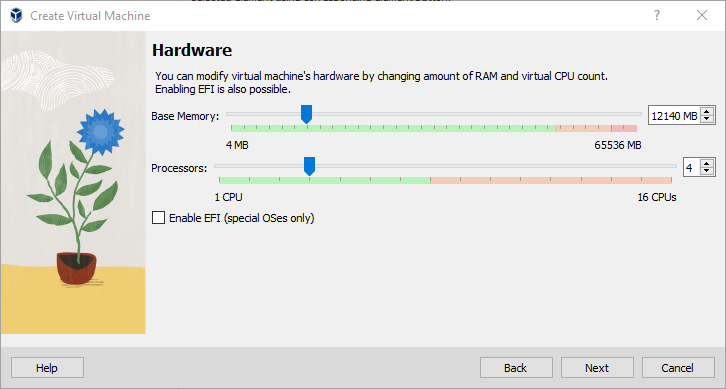 Create Virtual Machine
Hardware
You can modify virtual machine's hardware by changing amount of RAM and virtual CPU count.
Enabling EFI is also possible.
Base Memory:
12140 MB
4 MB
65536 MB
Processors:
4
1 CPU
16 CPUs
Enable EFI (special OSes only)
Help
Back
Next
Cancel